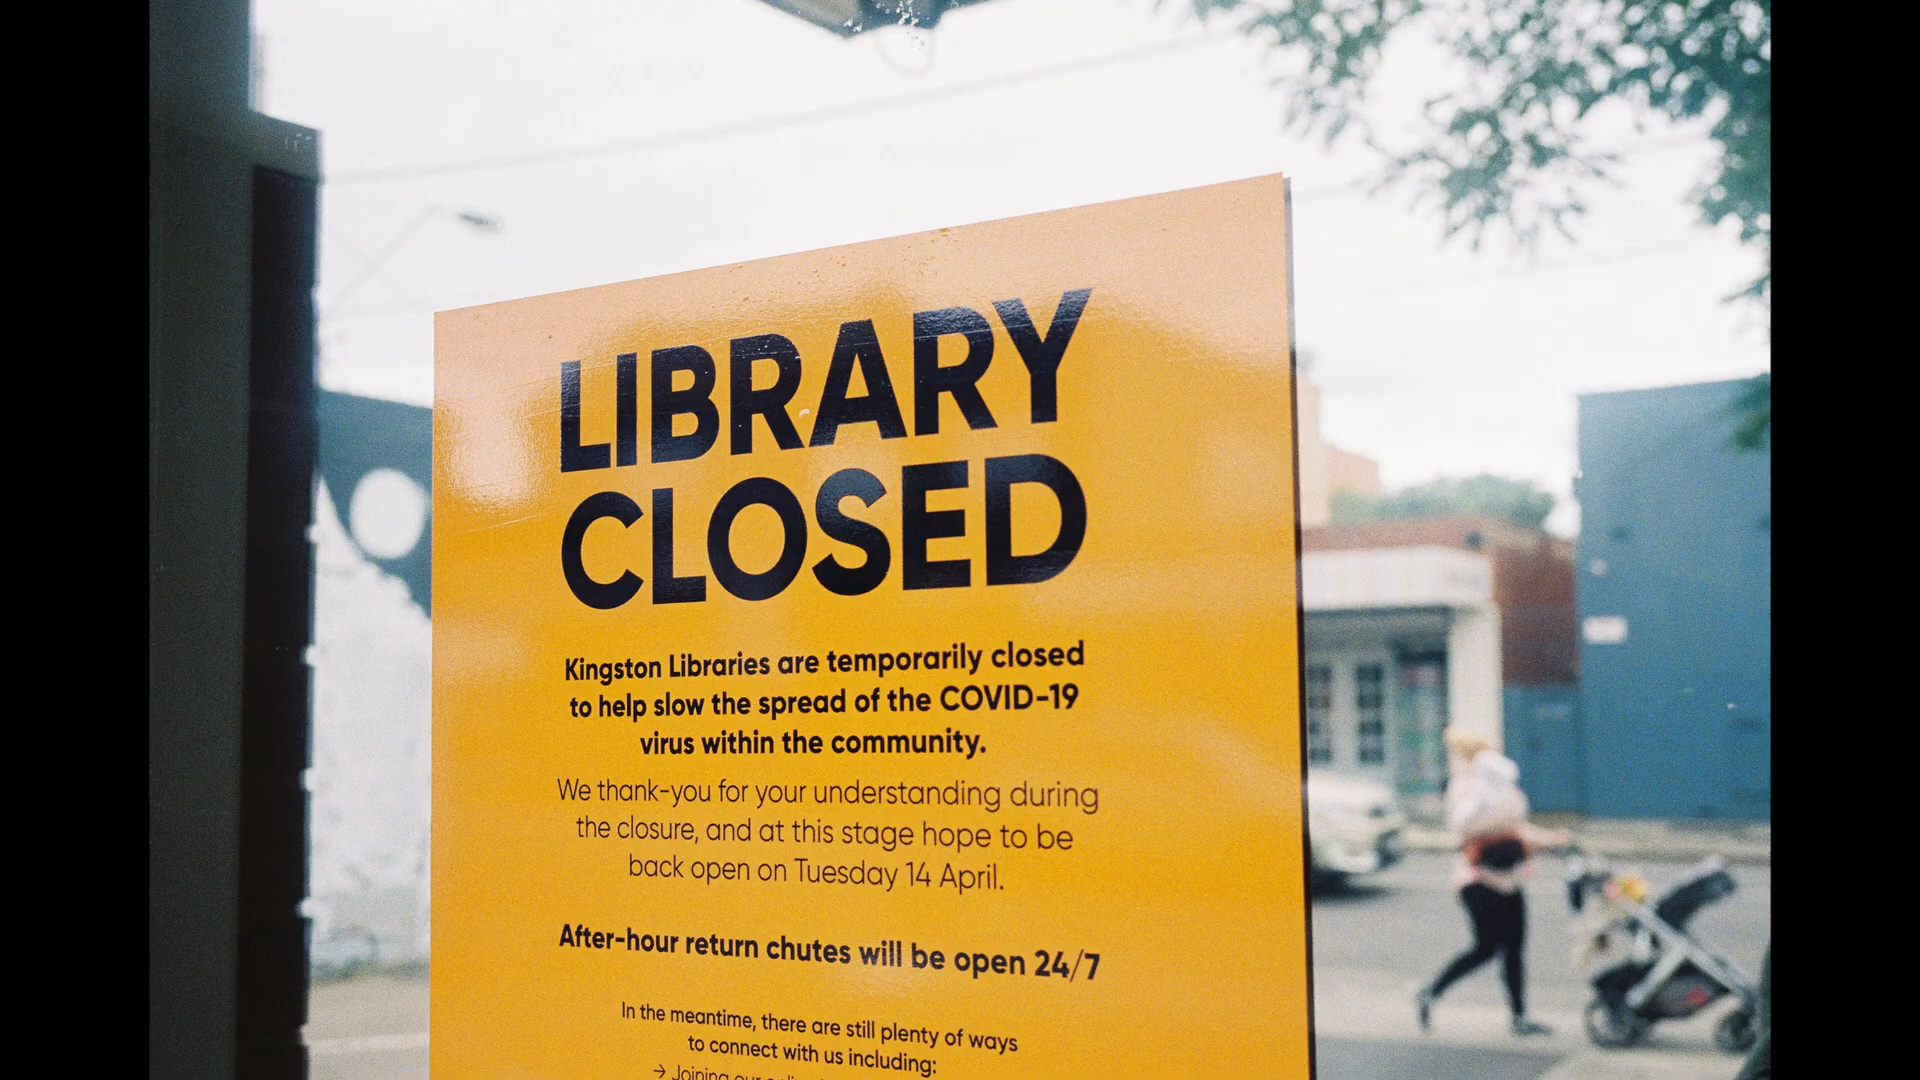 LIBRARY
CLOSED
Kingston Libraries are temporarily closed
to help slow the spread of the COVID-19
virus within the community.
We thank-you for your understanding during
the closure, and at this stage hope to be
back open on Tuesday 14 April.
After-hour return chutes will be open 24/7
In the meantime, there are still plenty of ways
to connect with us including:
→ Joining our